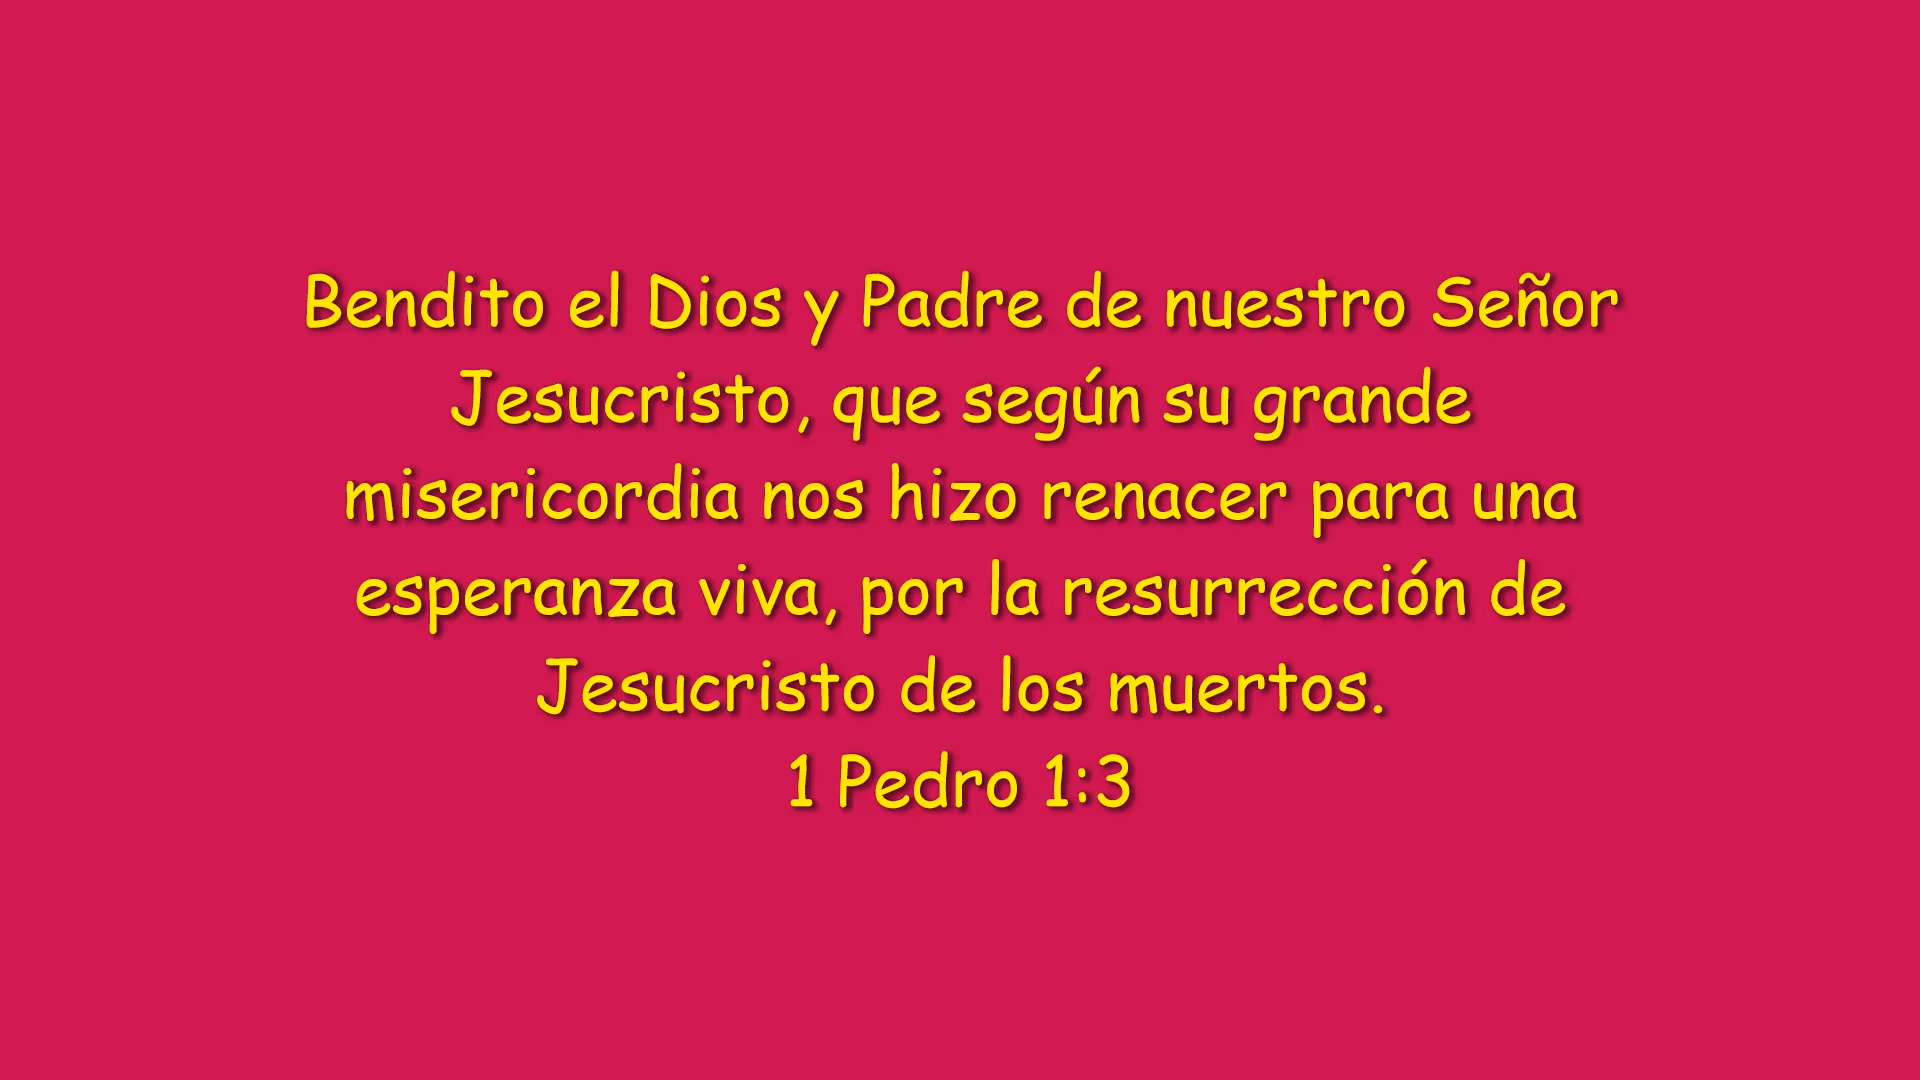 Bendito el Dios y Padre de nuestro Señor
Jesucristo, que según su grande
misericordia nos hizo renacer para una
esperanza viva, por la resurrección de
Jesucristo de los muertos.
1 Pedro 1:3